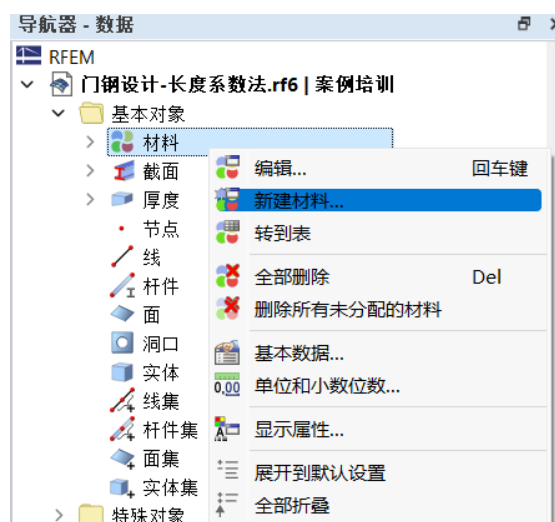 导航器 - 数据
RFEM
门钢设计-长度系数法.rf6 | 案例培训
基本对象
材料
截面
厚度
节点
线
杆件
面
洞口
实体
线集
杆件集
面集
实体集
特殊对象
编辑... 回车键
新建材料...
转到表
全部删除 Del
删除所有未分配的材料
基本数据...
0,00 单位和小数位数...
显示属性...
展开到默认设置
全部折叠